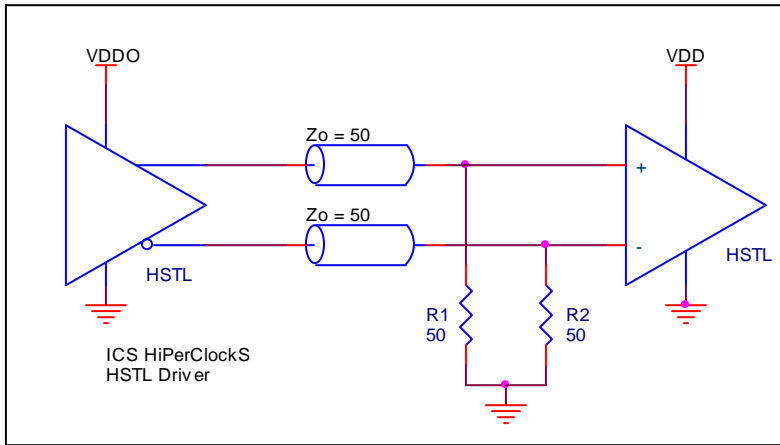 VDDO
VDD
Zo = 50
+
Zo = 50
-
HSTL
HSTL
R1
50
R2
50
ICS HiPerClockS
HSTL Driver